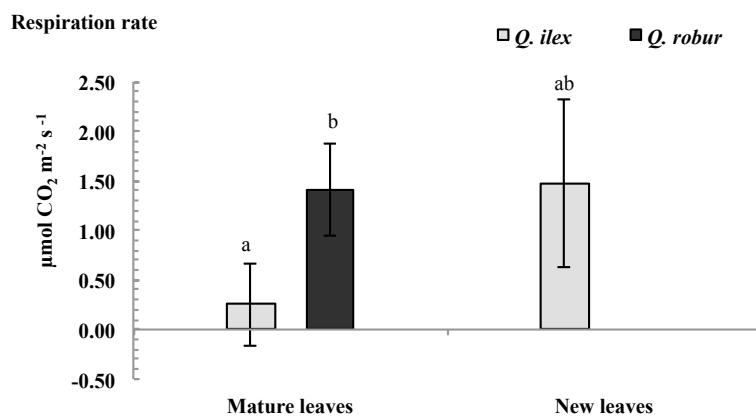 Respiration rate
Q. ilex Q. robur
µmol CO₂ m⁻² s⁻¹
2.50
2.00
1.50
1.00
0.50
0.00
-0.50
a
b
ab
Mature leaves New leaves